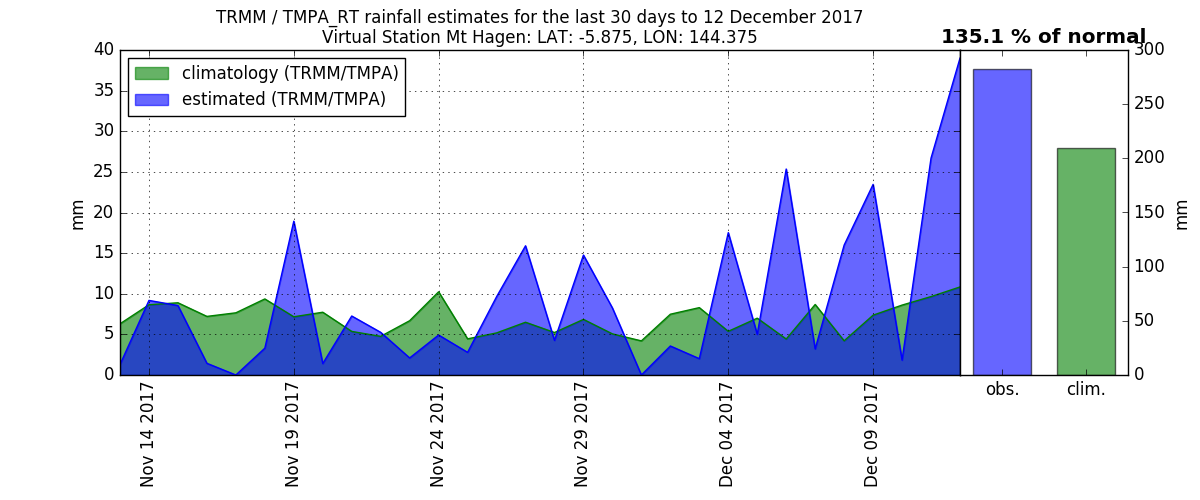 TRMM / TMPA_RT rainfall estimates for the last 30 days to 12 December 2017
Virtual Station Mt Hagen: LAT: -5.875, LON: 144.375
135.1 % of normal
climatology (TRMM/TMPA)
estimated (TRMM/TMPA)
40
35
30
25
20
15
10
5
0
mm
Nov 14 2017
Nov 19 2017
Nov 24 2017
Nov 29 2017
Dec 04 2017
Dec 09 2017
obs.
clim.
300
250
200
150
100
50
0
mm